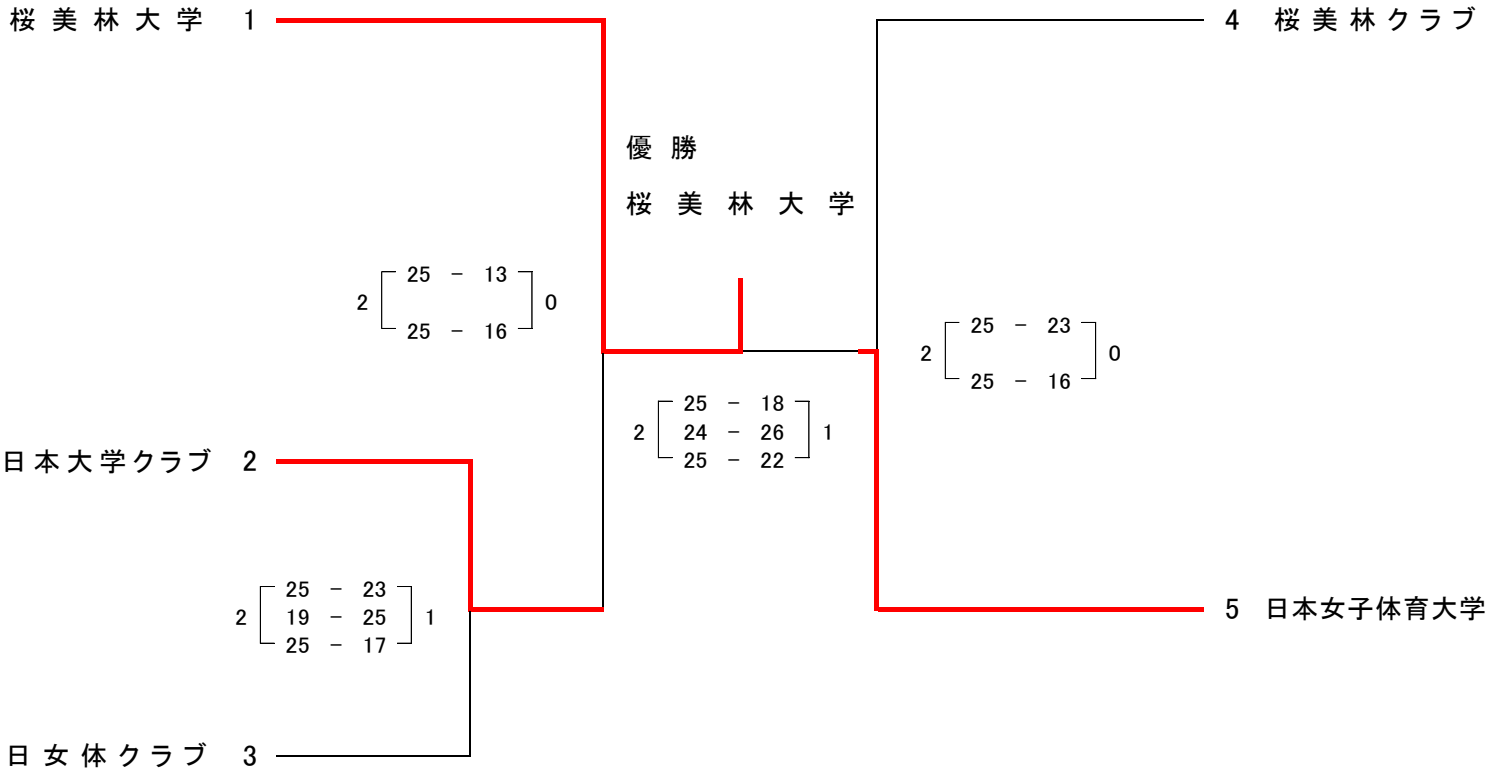 桜美林大学 1
4 桜美林クラブ
優勝
桜美林大学
25 - 13
2 0
25 - 16
25 - 23
2 0
25 - 16
25 - 18
2 24 - 26 1
25 - 22
日本大学クラブ 2
25 - 23
2 19 - 25 1
25 - 17
5 日本女子体育大学
日女体クラブ 3